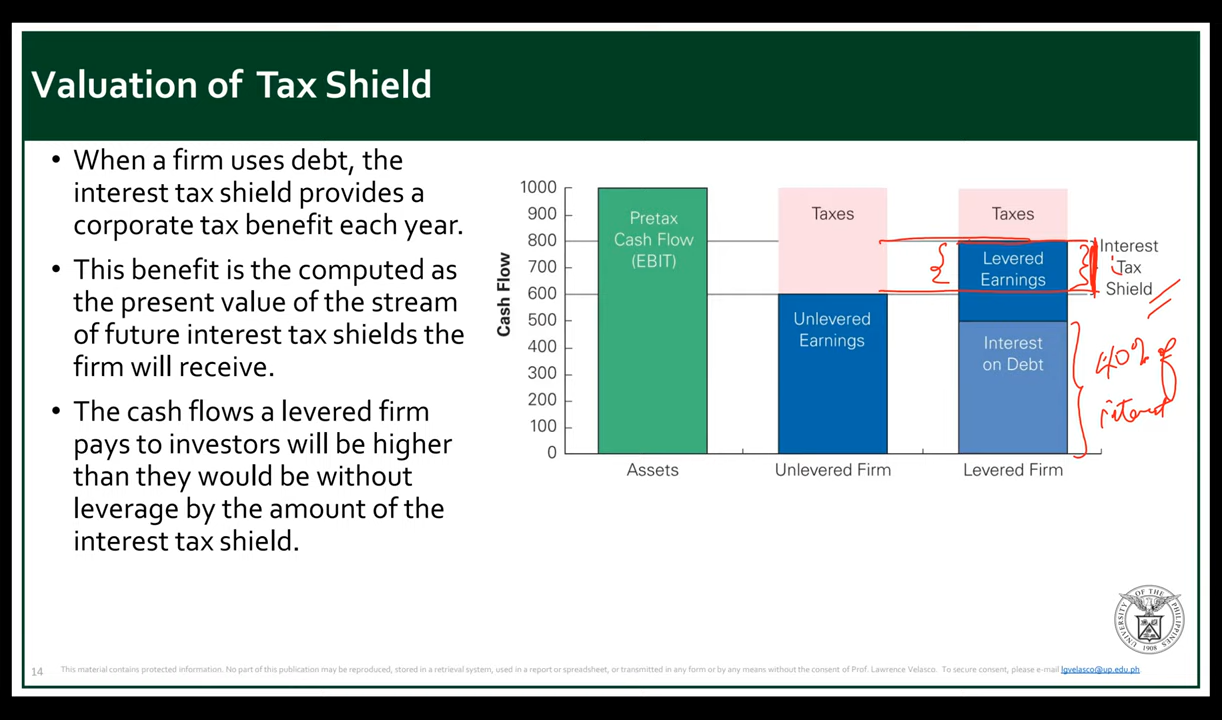 Valuation of Tax Shield
• When a firm uses debt, the
interest tax shield provides a
corporate tax benefit each year.
• This benefit is the computed as
the present value of the stream
of future interest tax shields the
firm will receive.
• The cash flows a levered firm
pays to investors will be higher
than they would be without
leverage by the amount of the
interest tax shield.
Cash Flow
1000
900
800
700
600
500
400
300
200
100
0
Pretax
Cash Flow
(EBIT)
Taxes
Unlevered
Earnings
Taxes
Levered
Earnings
Interest
on Debt
Interest
Tax
Shield
40% of
interest
Assets
Unlevered Firm
Levered Firm
UNIVERSITY OF THE PHILIPPINES
1908
14
This material contains protected information. No part of this publication may be reproduced, stored in a retrieval system, used in a report or spreadsheet, or transmitted in any form or by any means without the consent of Prof. Lawrence Velasco. To secure consent, please e-mail lgvelasco@up.edu.ph